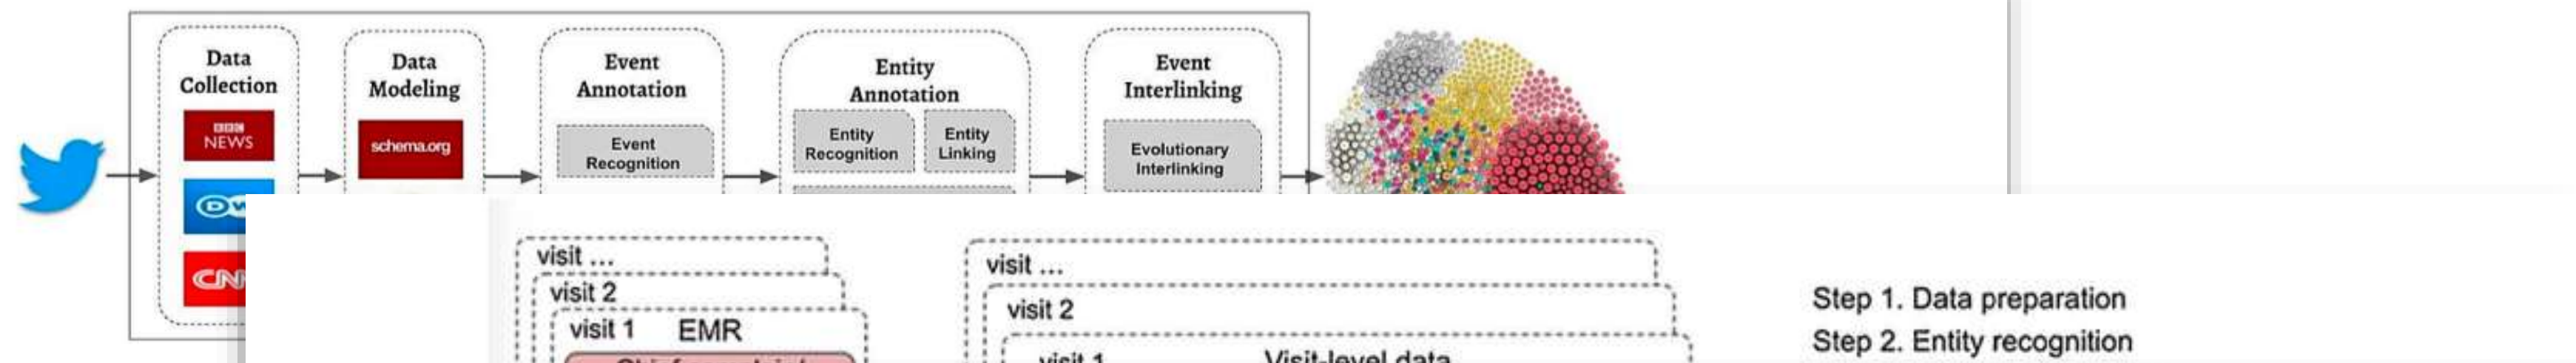 Data
Collection
BBC
NEWS
Data
Modeling
schema.org
Event
Annotation
Event
Recognition
Entity
Annotation
Entity
Recognition
Entity
Linking
Event
Interlinking
Evolutionary
Interlinking
visit ...
visit 2
visit 1 EMR
visit ...
visit 2
visit 1 Visit-level data
Step 1. Data preparation
Step 2. Entity recognition